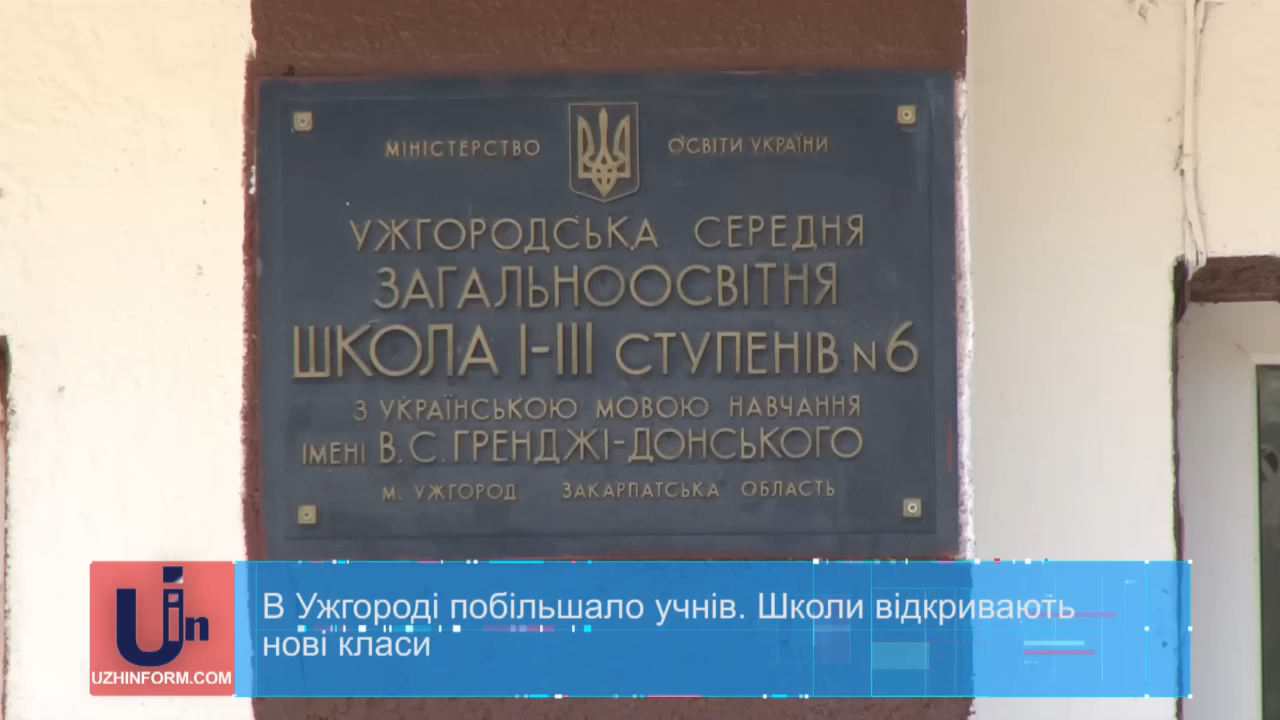 МІНІСТЕРСТВО ОСВІТИ УКРАЇНИ
УЖГОРОДСЬКА СЕРЕДНЯ
ЗАГАЛЬНООСВІТНЯ
ШКОЛА І-ІІІ СТУПЕНІВ N 6
З УКРАЇНСЬКОЮ МОВОЮ НАВЧАННЯ
ІМЕНІ В. С. ГРЕНДЖІ-ДОНСЬКОГО
М. УЖГОРОД ЗАКАРПАТСЬКА ОБЛАСТЬ
В Ужгороді побільшало учнів. Школи відкривають
нові класи
Uin
UZHINFORM.COM